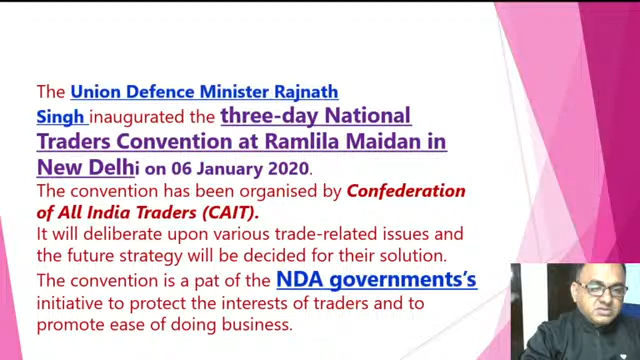 The Union Defence Minister Rajnath
Singh inaugurated the three-day National
Traders Convention at Ramlila Maidan in
New Delhi on 06 January 2020.
The convention has been organised by Confederation
of All India Traders (CAIT).
It will deliberate upon various trade-related issues and
the future strategy will be decided for their solution.
The convention is a pat of the NDA governments’s
initiative to protect the interests of traders and to
promote ease of doing business.